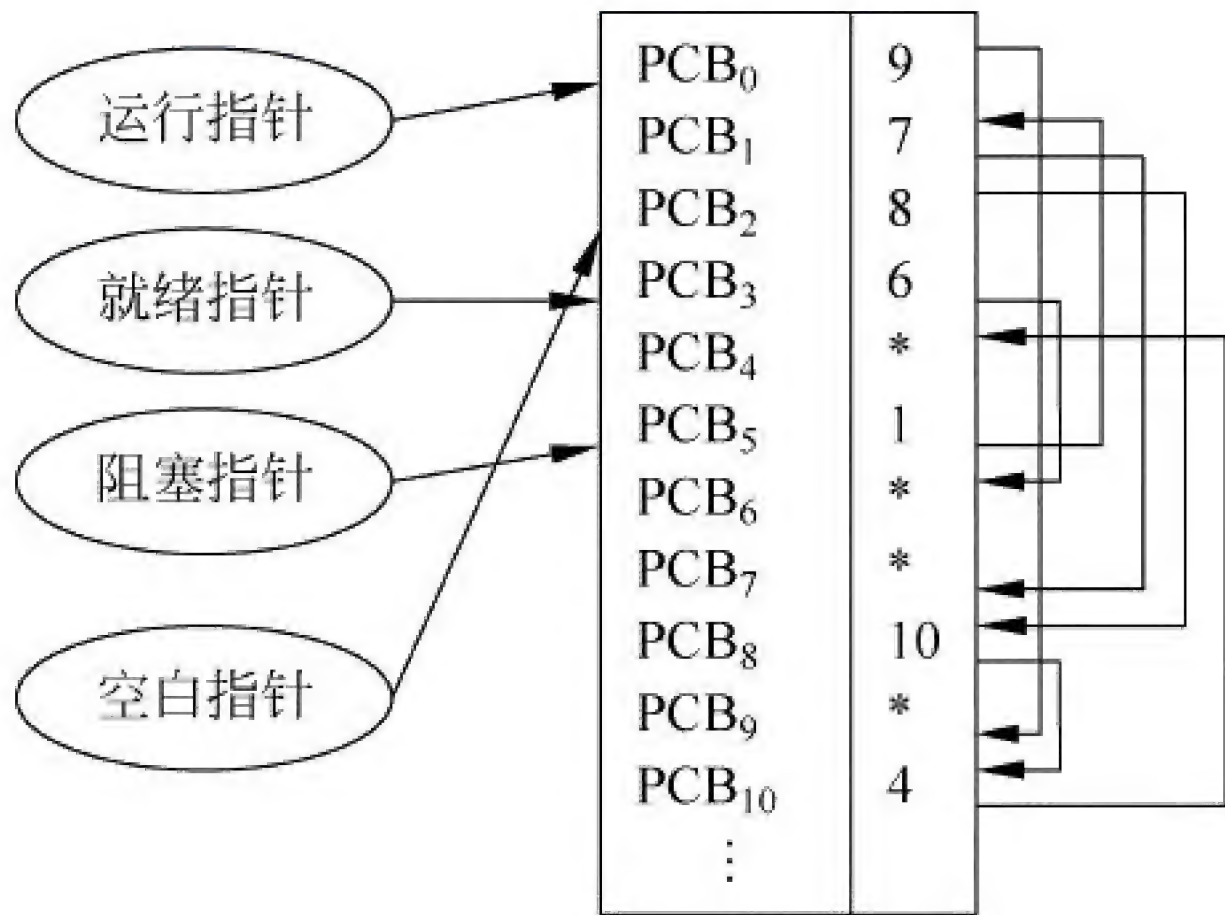 运行指针
就绪指针
阻塞指针
空白指针
PCB₀ 9
PCB₁ 7
PCB₂ 8
PCB₃ 6
PCB₄ *
PCB₅ 1
PCB₆ *
PCB₇ *
PCB₈ 10
PCB₉ *
PCB₁₀ 4
⋮